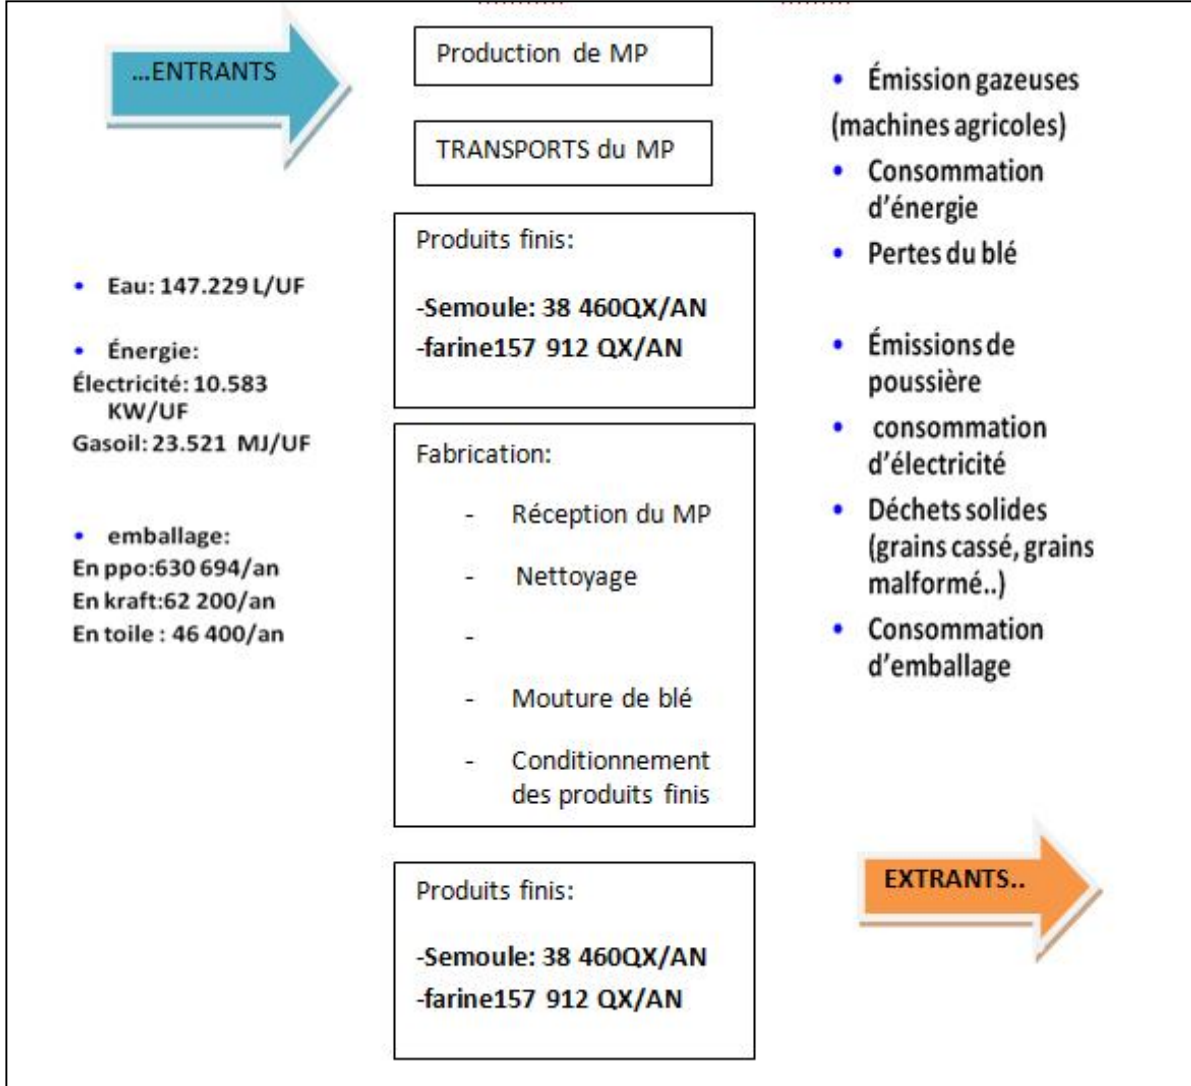 ...ENTRANTS
Eau: 147.229 L/UF
Énergie:
Électricité: 10.583
KW/UF
Gasoil: 23.521 MJ/UF
emballage:
En ppo:630 694/an
En kraft:62 200/an
En toile : 46 400/an
Production de MP
TRANSPORTS du MP
Produits finis:
-Semoule: 38 460QX/AN
-farine157 912 QX/AN
Fabrication:
- Réception du MP
- Nettoyage
-
- Mouture de blé
- Conditionnement
des produits finis
Produits finis:
-Semoule: 38 460QX/AN
-farine157 912 QX/AN
• Émission gazeuses
(machines agricoles)
• Consommation
d'énergie
• Pertes du blé
• Émissions de
poussière
• consommation
d'électricité
• Déchets solides
(grains cassé, grains
malformé..)
• Consommation
d'emballage
EXTRANTS..